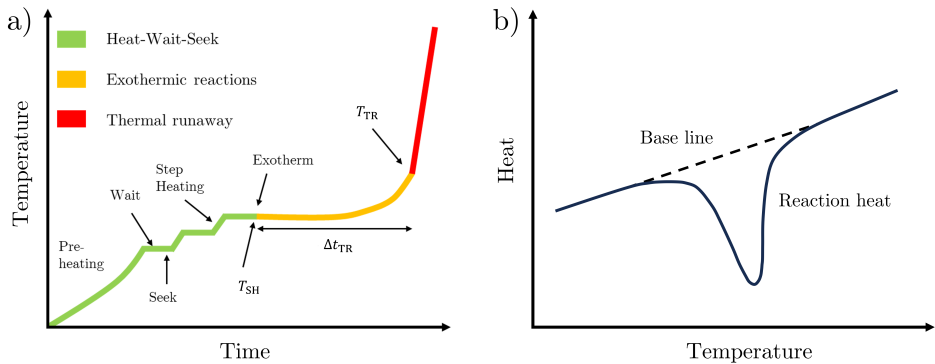 a)
Heat-Wait-Seek
Exothermic reactions
Thermal runaway
T_TR
Exotherm
Step
Heating
Wait
Pre-
heating
Seek
T_SH
Δt_TR
Temperature
Time
b)
Base line
Reaction heat
Heat
Temperature